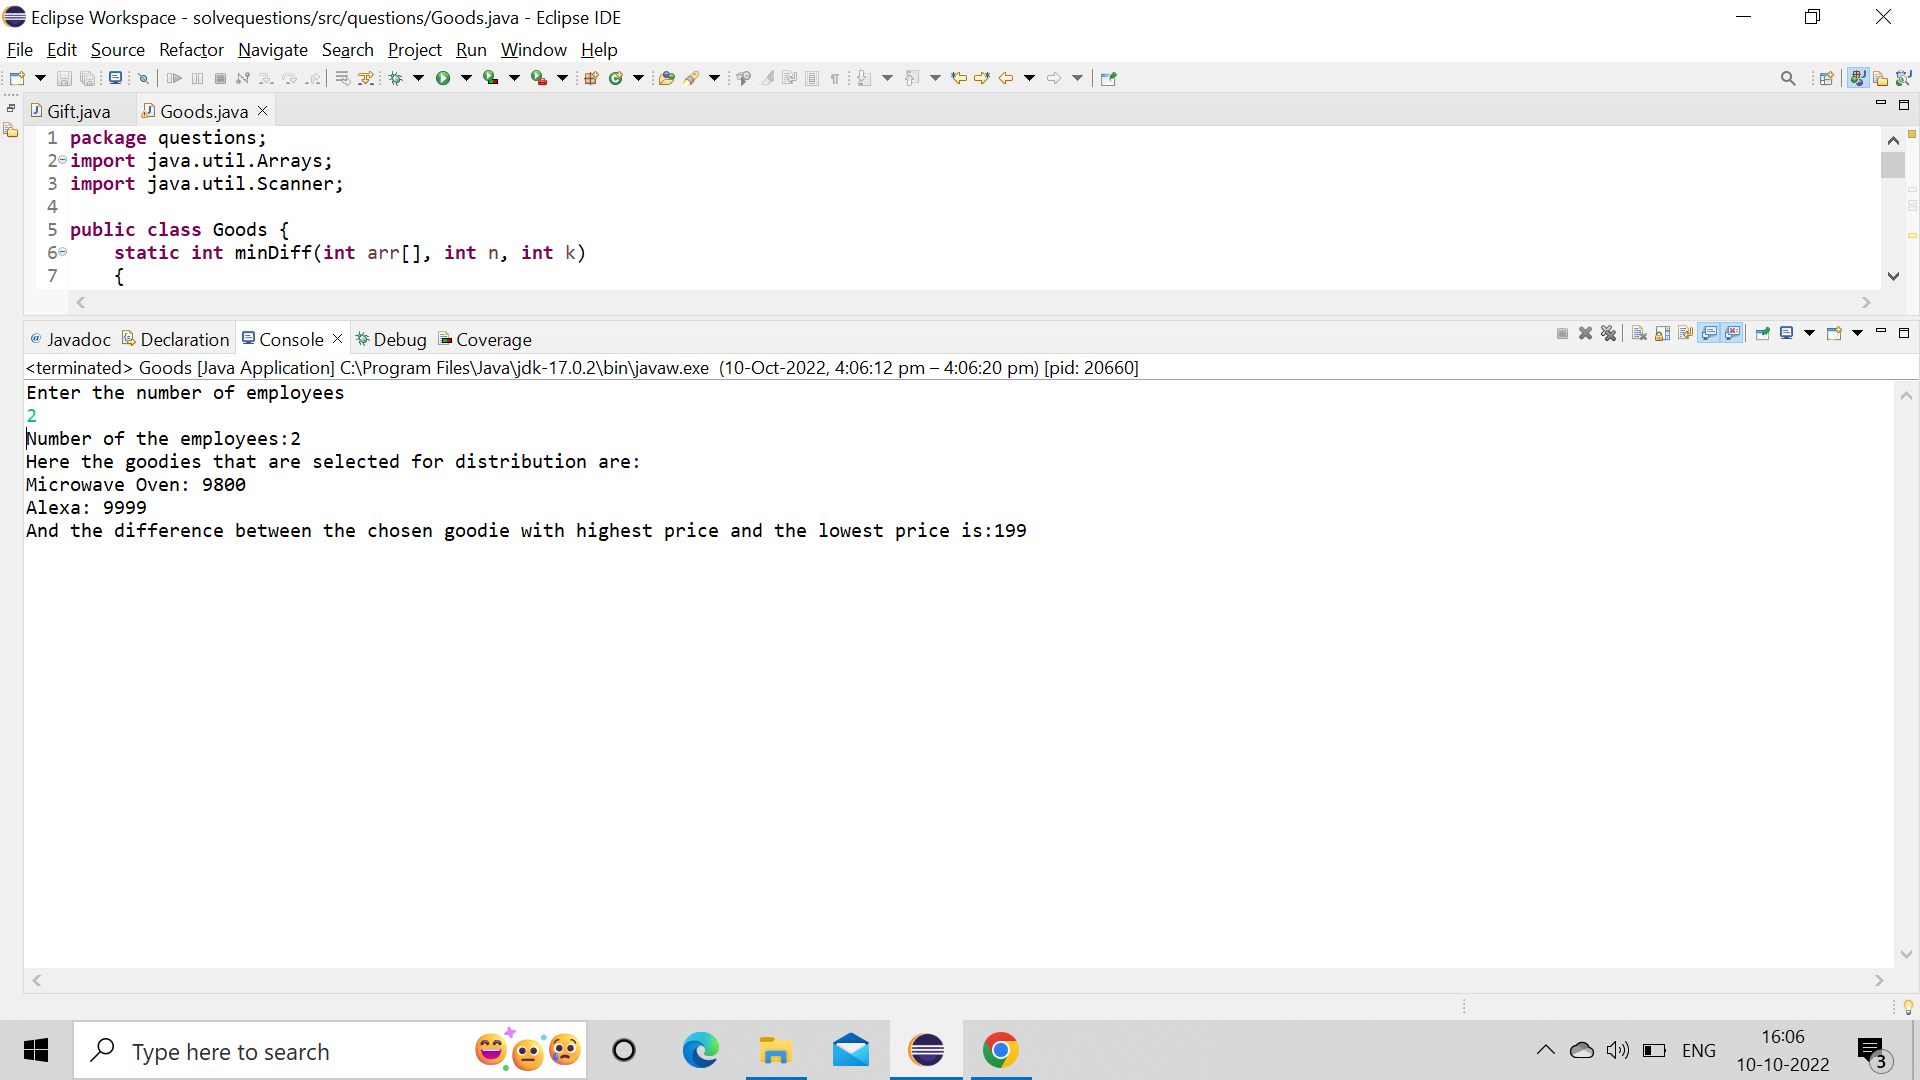 Eclipse Workspace - solvequestions/src/questions/Goods.java - Eclipse IDE
File Edit Source Refactor Navigate Search Project Run Window Help
Gift.java Goods.java
1 package questions;
2 import java.util.Arrays;
3 import java.util.Scanner;
4
5 public class Goods {
6 static int minDiff(int arr[], int n, int k)
7 {
@ Javadoc Declaration Console Debug Coverage
<terminated> Goods [Java Application] C:\Program Files\Java\jdk-17.0.2\bin\javaw.exe (10-Oct-2022, 4:06:12 pm – 4:06:20 pm) [pid: 20660]
Enter the number of employees
2
Number of the employees:2
Here the goodies that are selected for distribution are:
Microwave Oven: 9800
Alexa: 9999
And the difference between the chosen goodie with highest price and the lowest price is:199
Type here to search
ENG
16:06
10-10-2022
3